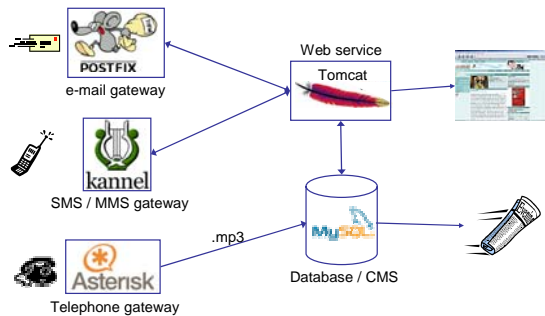 POSTFIX
e-mail gateway
kannel
SMS / MMS gateway
Asterisk
Telephone gateway
.mp3
Web service
Tomcat
MySQL
Database / CMS